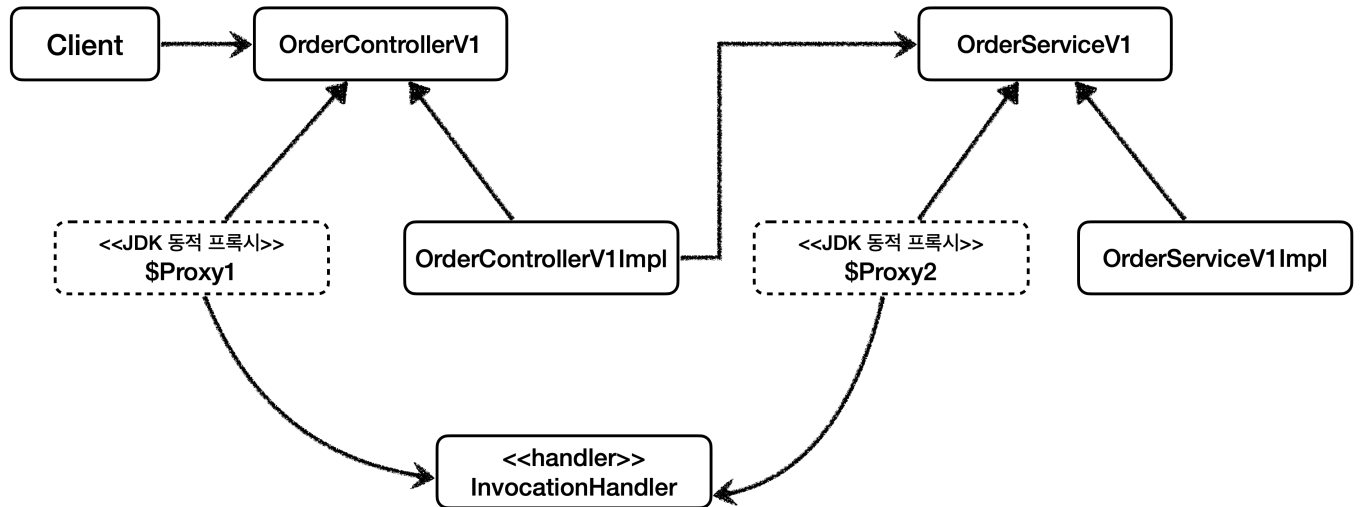 Client
OrderControllerV1
OrderServiceV1
<<JDK 동적 프록시>>
$Proxy1
OrderControllerV1Impl
<<JDK 동적 프록시>>
$Proxy2
OrderServiceV1Impl
<<handler>>
InvocationHandler